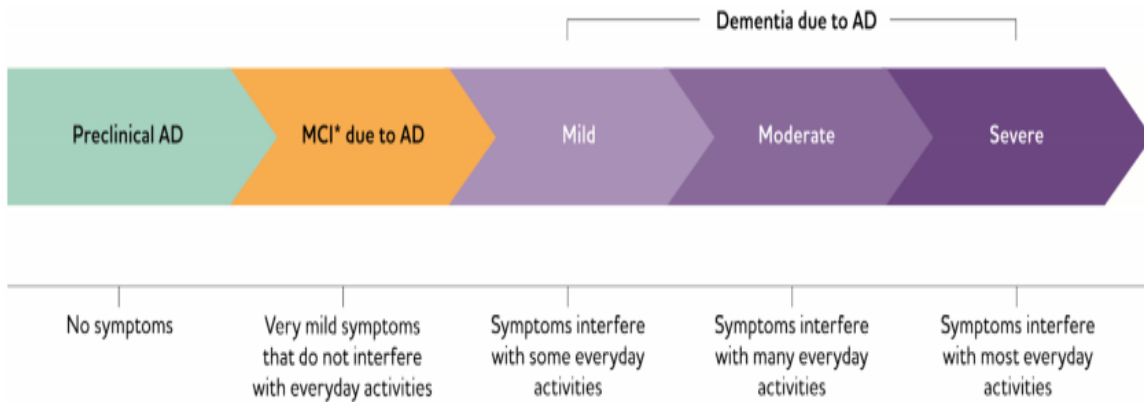 Dementia due to AD
Preclinical AD
MCI* due to AD
Mild
Moderate
Severe
No symptoms
Very mild symptoms
that do not interfere
with everyday activities
Symptoms interfere
with some everyday
activities
Symptoms interfere
with many everyday
activities
Symptoms interfere
with most everyday
activities